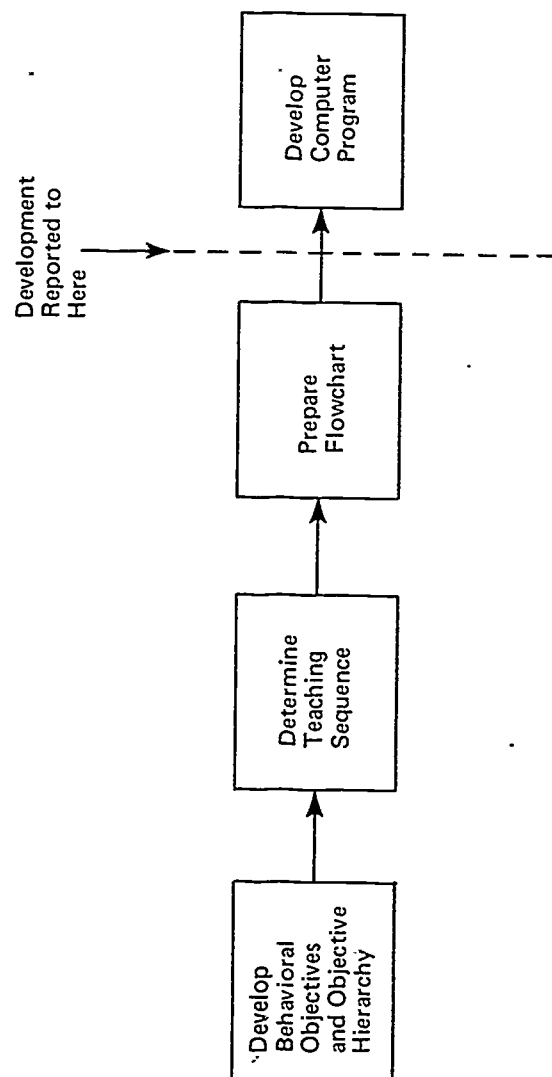 Development
Reported to
Here
Develop
Behavioral
Objectives
and Objective
Hierarchy
Determine
Teaching
Sequence
Prepare
Flowchart
Develop
Computer
Program